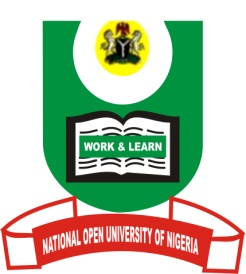 WORK & LEARN
NATIONAL OPEN UNIVERSITY OF NIGERIA